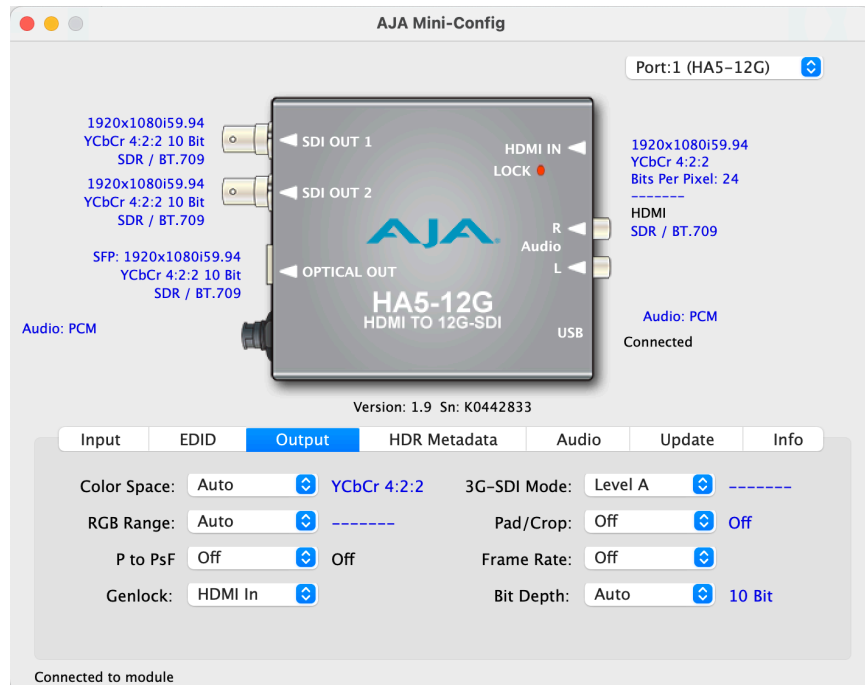 AJA Mini-Config
Port:1 (HA5-12G)
1920x1080i59.94
YCbCr 4:2:2 10 Bit
SDR / BT.709
1920x1080i59.94
YCbCr 4:2:2 10 Bit
SDR / BT.709
SFP: 1920x1080i59.94
YCbCr 4:2:2 10 Bit
SDR / BT.709
Audio: PCM
SDI OUT 1
SDI OUT 2
OPTICAL OUT
HDMI IN
LOCK
AJA
R
Audio
L
HA5-12G
HDMI TO 12G-SDI
USB
1920x1080i59.94
YCbCr 4:2:2
Bits Per Pixel: 24
-------
HDMI
SDR / BT.709
Audio: PCM
Connected
Version: 1.9 Sn: K0442833
Input EDID Output HDR Metadata Audio Update Info
Color Space: Auto YCbCr 4:2:2 3G-SDI Mode: Level A -------
RGB Range: Auto ------- Pad/Crop: Off Off
P to PsF Off Off Frame Rate: Off
Genlock: HDMI In Bit Depth: Auto 10 Bit
Connected to module